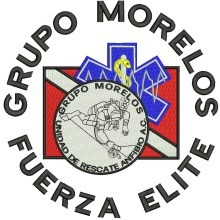 GRUPO MORELOS
GRUPO MORELOS
UNIDAD DE RESCATE ANFIBIO A.C.
FUERZA ELITE